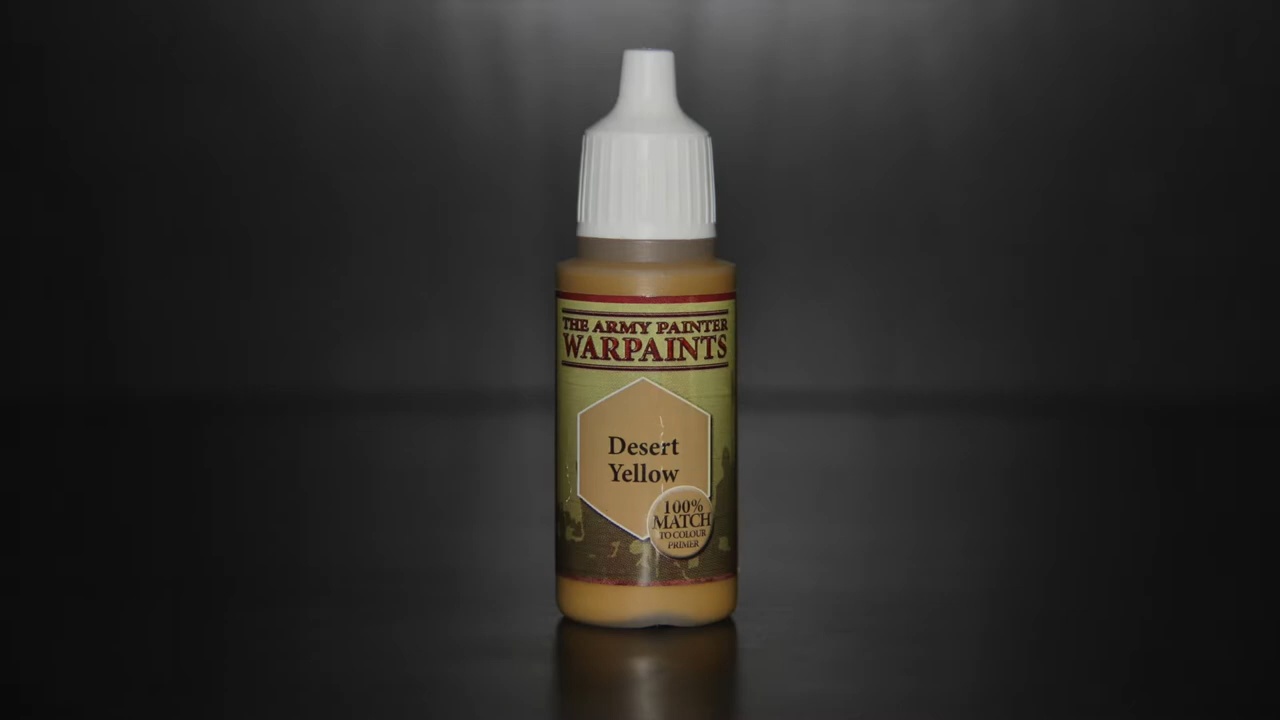 THE ARMY PAINTER
WARPAINTS
Desert
Yellow
100%
MATCH
TO COLOUR
PRIMER